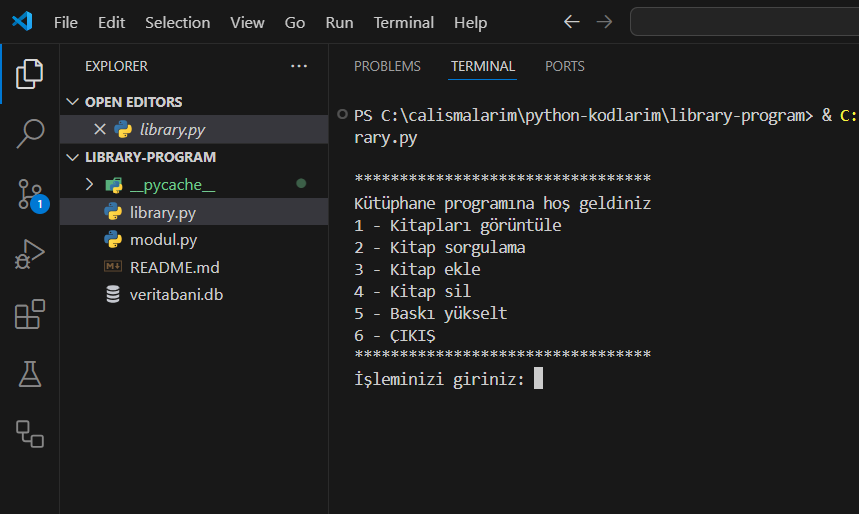 File Edit Selection View Go Run Terminal Help
EXPLORER
OPEN EDITORS
library.py
LIBRARY-PROGRAM
__pycache__
library.py
modul.py
README.md
veritabani.db
1
PROBLEMS TERMINAL PORTS
PS C:\calismalarim\python-kodlarim\library-program> & C:
rary.py
*********************************
Kütüphane programına hoş geldiniz
1 - Kitapları görüntüle
2 - Kitap sorgulama
3 - Kitap ekle
4 - Kitap sil
5 - Baskı yükselt
6 - ÇIKIŞ
*********************************
İşleminizi giriniz: